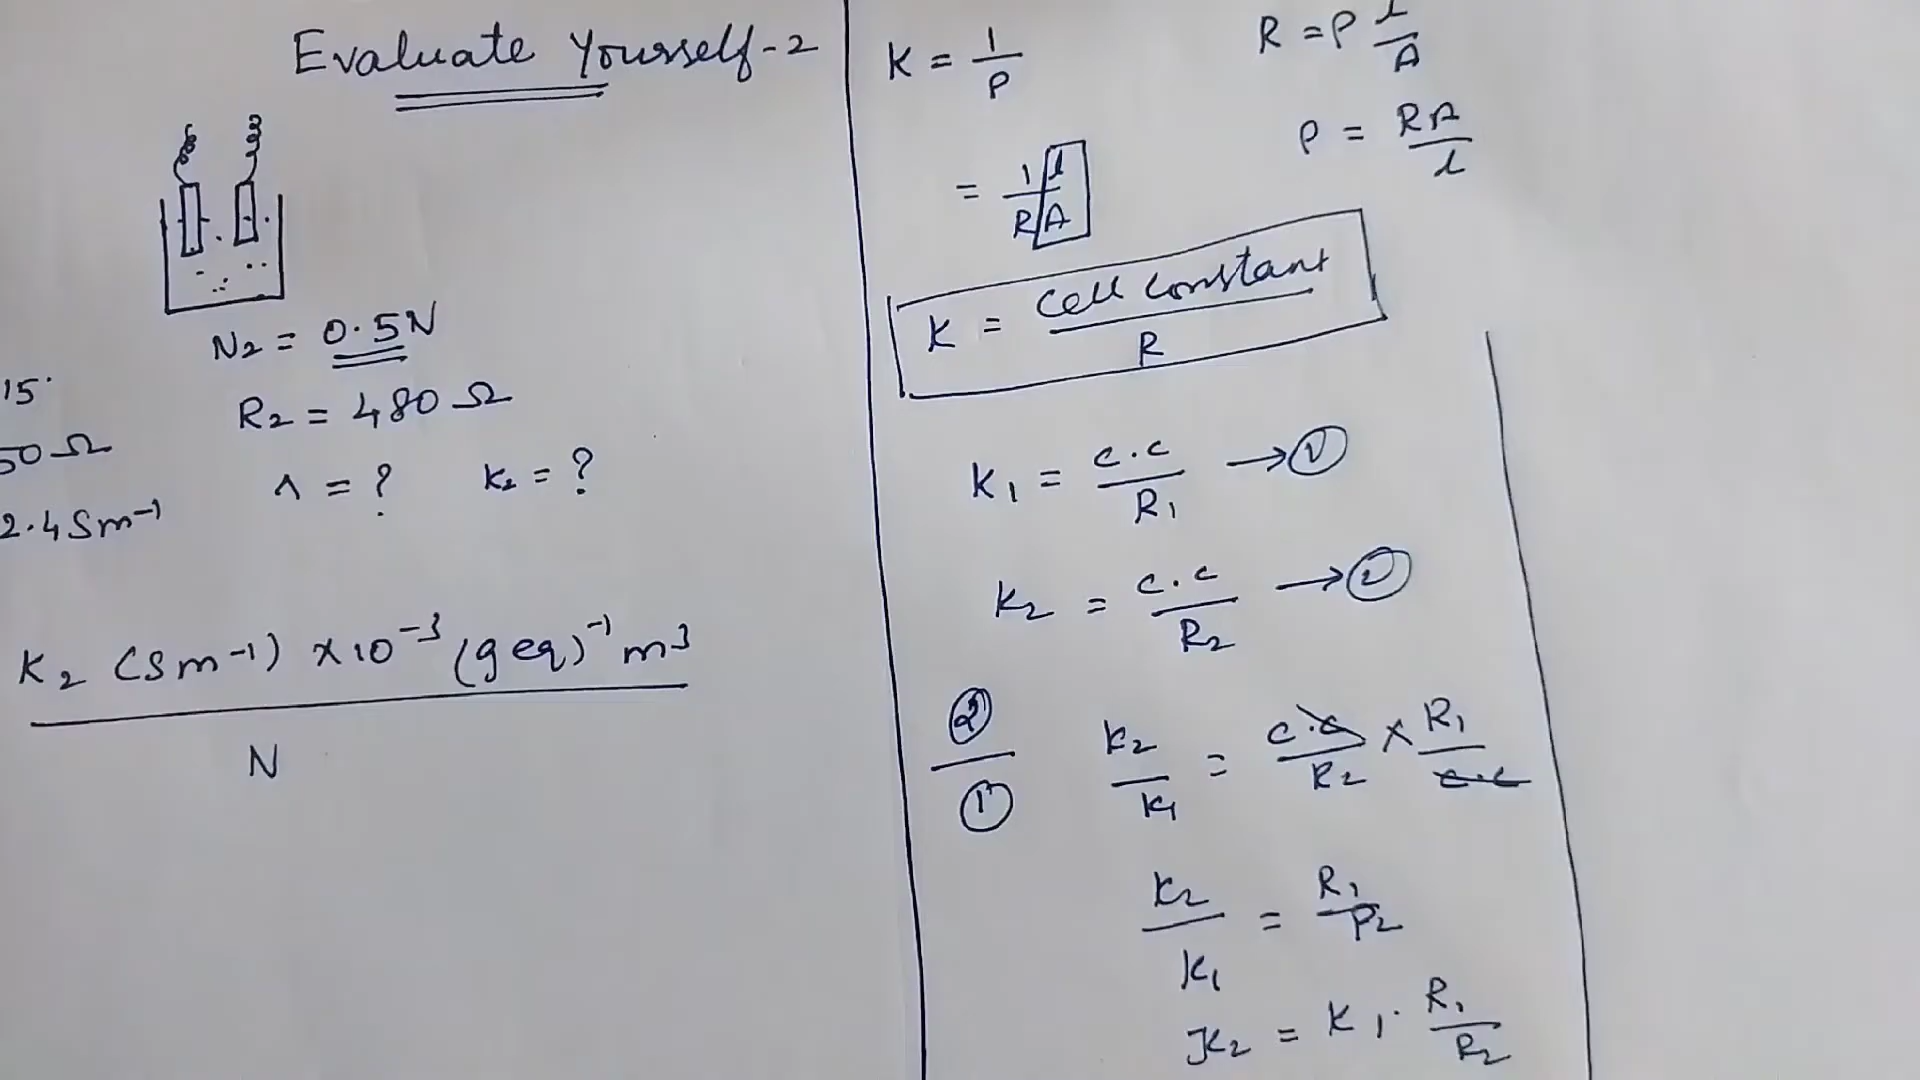 Evaluate Yourself-2
N2 = 0.5N
15.
R2 = 480 Ω
50 Ω
Λ = ? K2 = ?
2.4 Sm-1
K2 (Sm-1) x10-3 (g eq)-1 m3
N
K = 1
ρ
R = ρ l
A
ρ = RA
l
= 1 l
R A
K = Cell Constant
R
K1 = c.c → 1
R1
K2 = c.c → 2
R2
2 K2 = c.c x R1
1 K1 R2 c.c
K2 = R1
K1 R2
K2 = K1. R1
R2